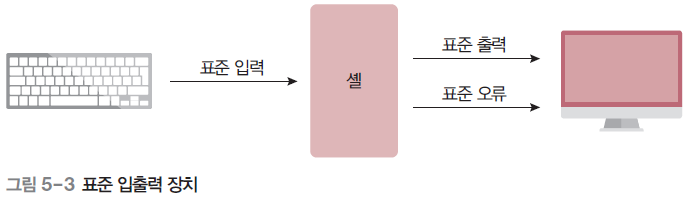 표준 입력
셸
표준 출력
표준 오류
그림 5-3 표준 입출력 장치